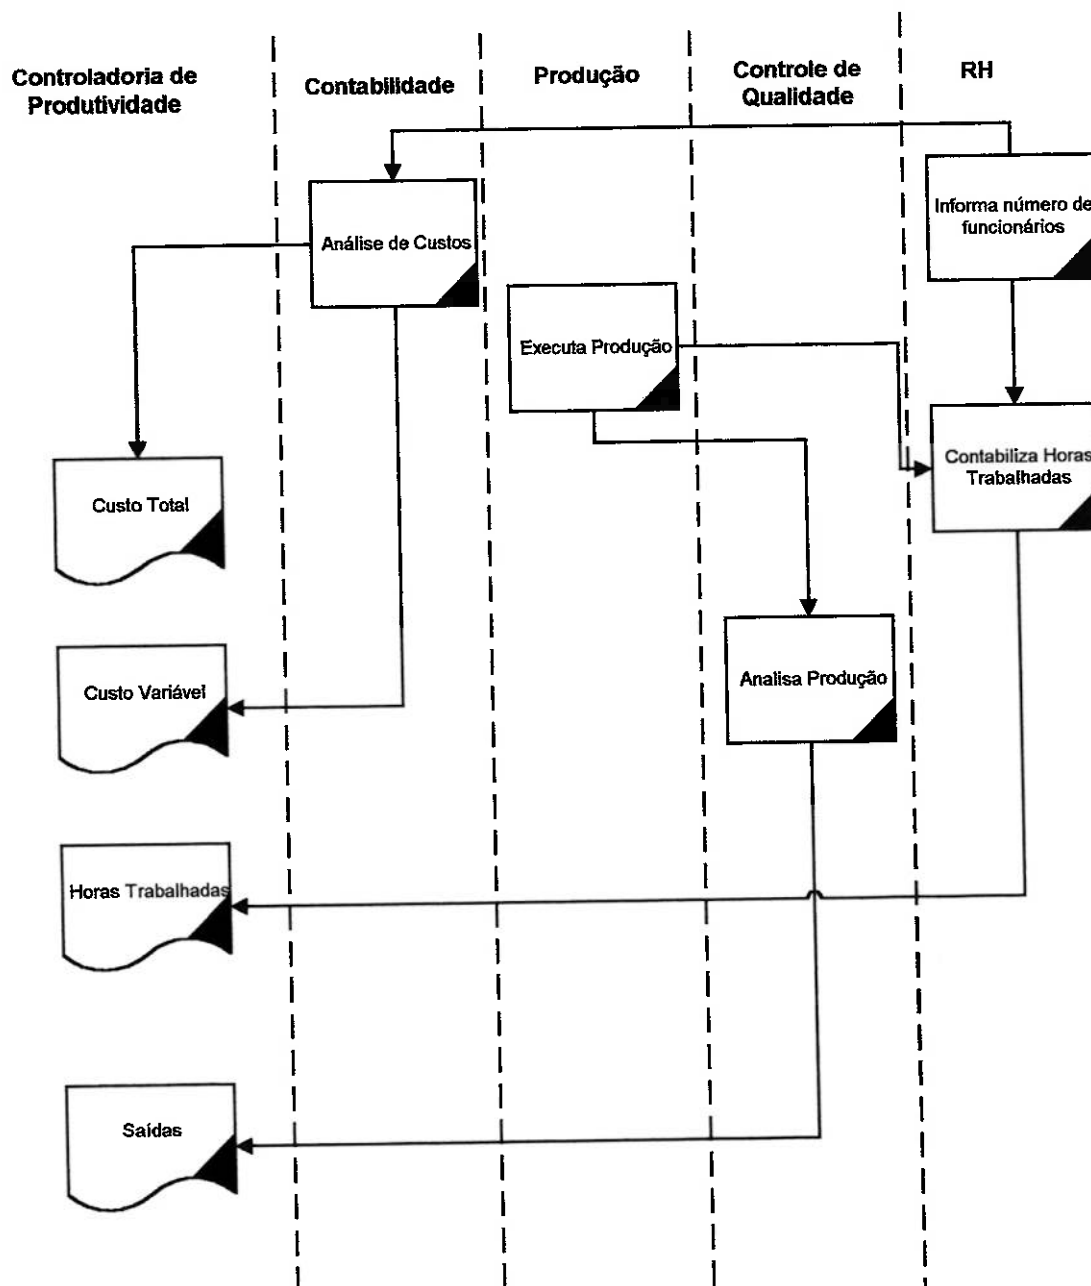 Controladoria de
Produtividade
Contabilidade
Produção
Controle de
Qualidade
RH
Informa número de
funcionários
Análise de Custos
Executa Produção
Contabiliza Horas
Trabalhadas
Custo Total
Analisa Produção
Custo Variável
Horas Trabalhadas
Saídas